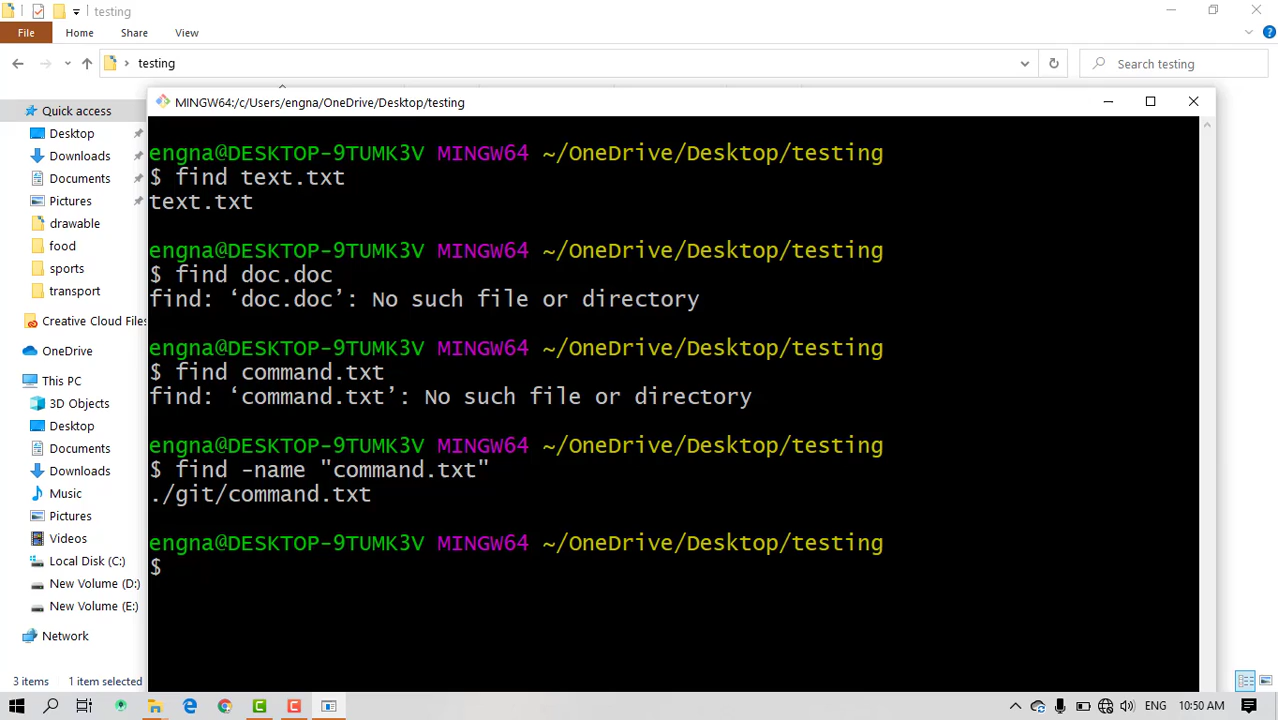 testing
File
Home
Share
View
testing
Search testing
Quick access
Desktop
Downloads
Documents
Pictures
drawable
food
sports
transport
Creative Cloud Files
OneDrive
This PC
3D Objects
Desktop
Documents
Downloads
Music
Pictures
Videos
Local Disk (C:)
New Volume (D:)
New Volume (E:)
Network
3 items
1 item selected
MINGW64:/c/Users/engna/OneDrive/Desktop/testing
engna@DESKTOP-9TUMK3V MINGW64 ~/OneDrive/Desktop/testing
$ find text.txt
text.txt
engna@DESKTOP-9TUMK3V MINGW64 ~/OneDrive/Desktop/testing
$ find doc.doc
find: ‘doc.doc’: No such file or directory
engna@DESKTOP-9TUMK3V MINGW64 ~/OneDrive/Desktop/testing
$ find command.txt
find: ‘command.txt’: No such file or directory
engna@DESKTOP-9TUMK3V MINGW64 ~/OneDrive/Desktop/testing
$ find -name "command.txt"
./git/command.txt
engna@DESKTOP-9TUMK3V MINGW64 ~/OneDrive/Desktop/testing
$
ENG
10:50 AM